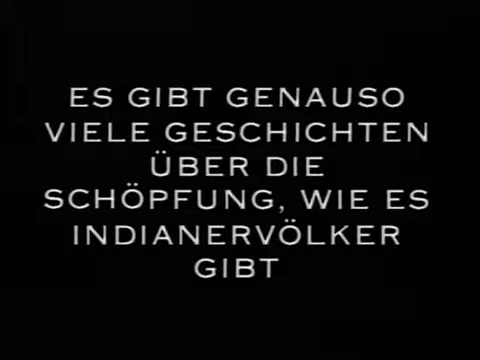 ES GIBT GENAUSO
VIELE GESCHICHTEN
ÜBER DIE
SCHÖPFUNG, WIE ES
INDIANERVÖLKER
GIBT